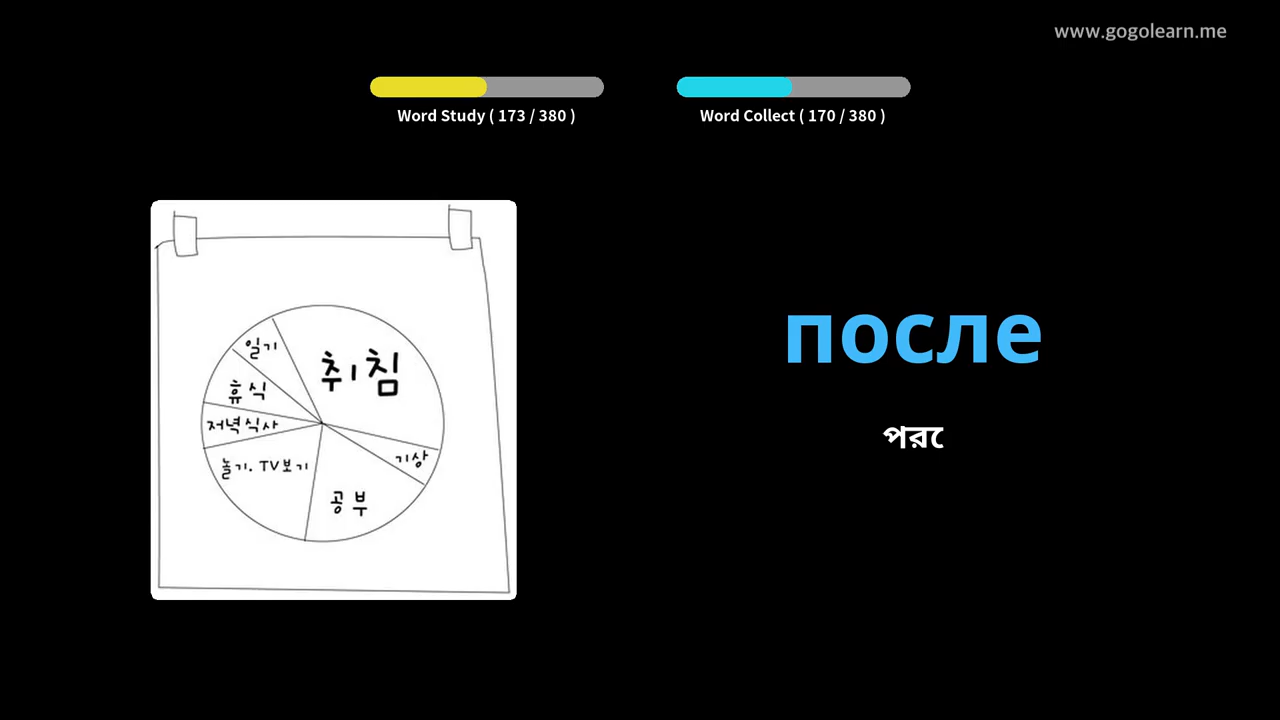 www.gogolearn.me
Word Study ( 173 / 380 )
Word Collect ( 170 / 380 )
일기
취침
휴식
저녁식사
기상
놀기. TV보기
공부
после
পরে